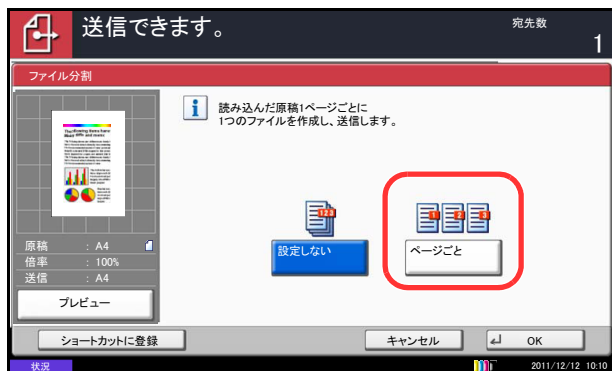 送信できます。
宛先数
1
ファイル分割
読み込んだ原稿1ページごとに
1つのファイルを作成し、送信します。
123
1 2 3
設定しない
ページごと
原稿 : A4
倍率 : 100%
送信 : A4
プレビュー
ショートカットに登録
キャンセル
OK
状況
2011/12/12 10:10